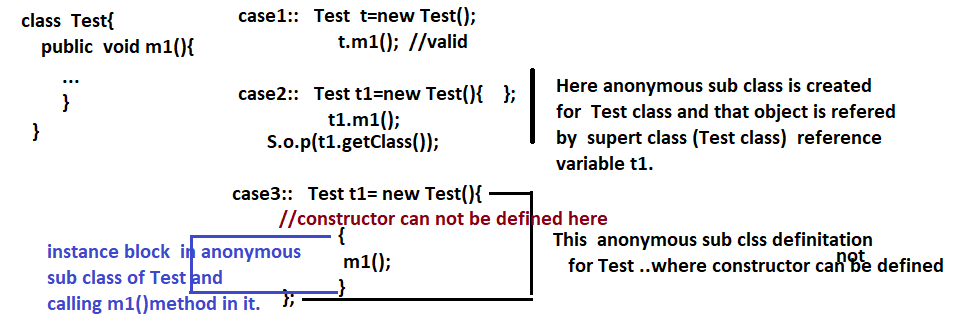 class Test{
public void m1(){
...
}
}
case1:: Test t=new Test();
t.m1(); //valid
case2:: Test t1=new Test(){ };
t1.m1();
S.o.p(t1.getClass());
Here anonymous sub class is created
for Test class and that object is refered
by supert class (Test class) reference
variable t1.
case3:: Test t1= new Test(){
//constructor can not be defined here
{
m1();
}
};
instance block in anonymous
sub class of Test and
calling m1()method in it.
This anonymous sub clss definitation
not
for Test ..where constructor can be defined